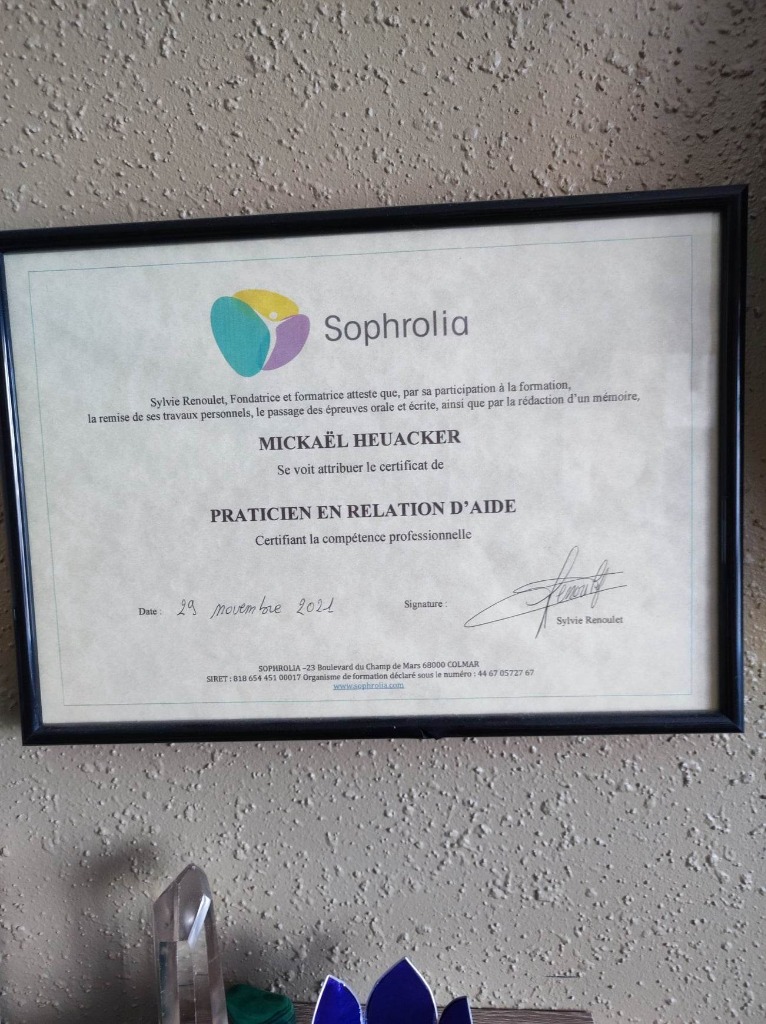 Sophrolia
Sylvie Renoulet, Fondatrice et formatrice atteste que, par sa participation à la formation,
la remise de ses travaux personnels, le passage des épreuves orale et écrite, ainsi que par la rédaction d'un mémoire,
MICKAËL HEUACKER
Se voit attribuer le certificat de
PRATICIEN EN RELATION D'AIDE
Certifiant la compétence professionnelle
Date : 29 novembre 2021 Signature : Renoulet
Sylvie Renoulet
SOPHROLIA –23 Boulevard du Champ de Mars 68000 COLMAR
SIRET : 818 654 451 00017 Organisme de formation déclaré sous le numéro : 44 67 05727 67
www.sophrolia.com